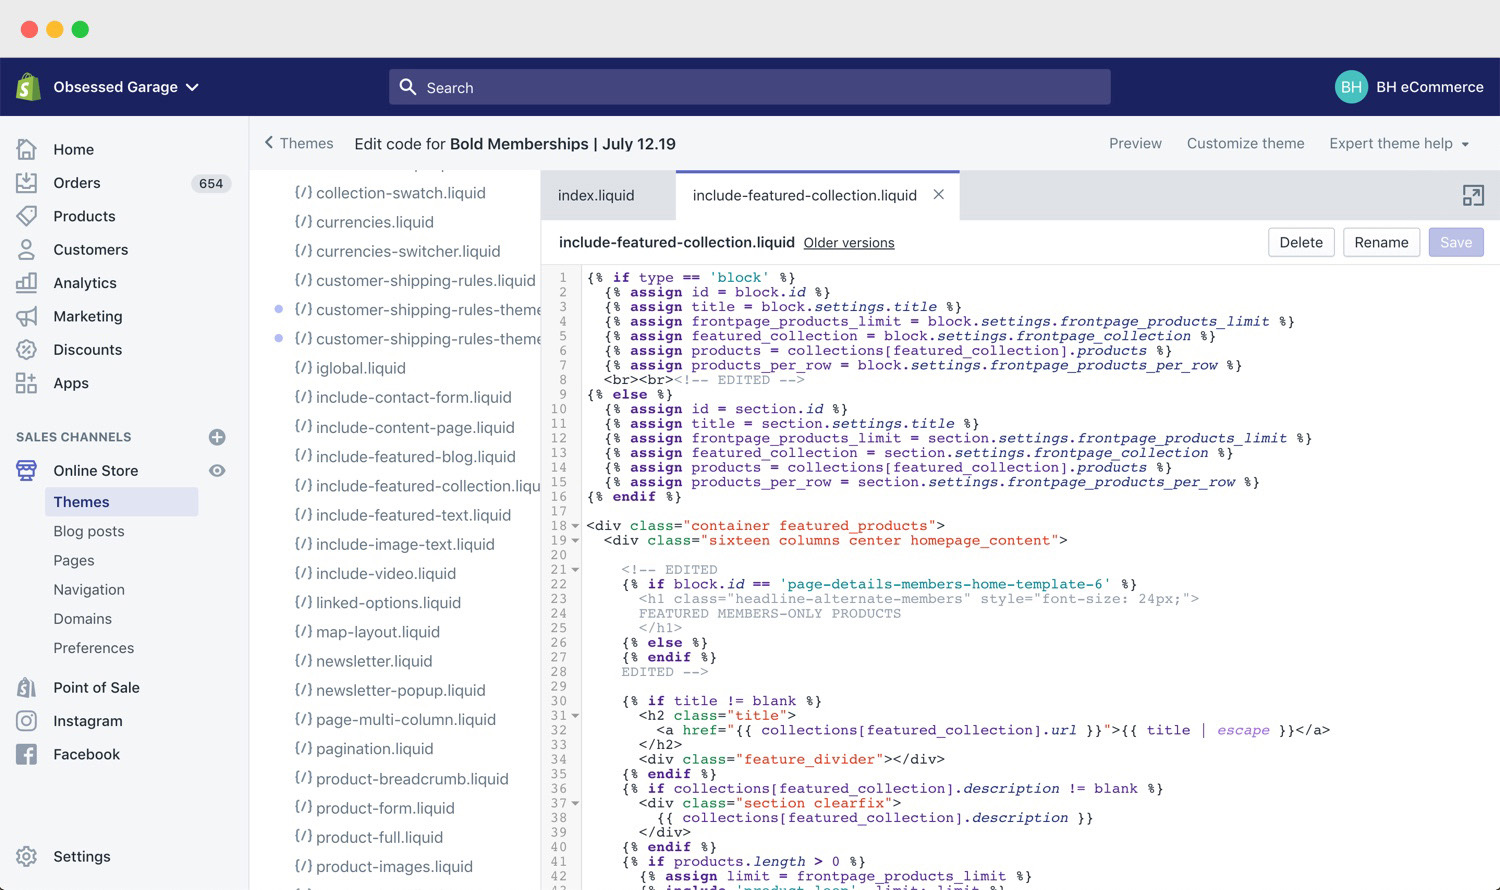 Obsessed Garage
Search
BH
BH eCommerce
Home
Orders
654
Products
Customers
Analytics
Marketing
Discounts
Apps
SALES CHANNELS
Online Store
Themes
Blog posts
Pages
Navigation
Domains
Preferences
Point of Sale
Instagram
Facebook
Settings
Themes
Edit code for Bold Memberships | July 12.19
Preview
Customize theme
Expert theme help
{/} collection-swatch.liquid
{/} currencies.liquid
{/} currencies-switcher.liquid
{/} customer-shipping-rules.liquid
{/} customer-shipping-rules-theme
{/} customer-shipping-rules-theme
{/} iglobal.liquid
{/} include-contact-form.liquid
{/} include-content-page.liquid
{/} include-featured-blog.liquid
{/} include-featured-collection.liqu
{/} include-featured-text.liquid
{/} include-image-text.liquid
{/} include-video.liquid
{/} linked-options.liquid
{/} map-layout.liquid
{/} newsletter.liquid
{/} newsletter-popup.liquid
{/} page-multi-column.liquid
{/} pagination.liquid
{/} product-breadcrumb.liquid
{/} product-form.liquid
{/} product-full.liquid
{/} product-images.liquid
index.liquid
include-featured-collection.liquid
include-featured-collection.liquid Older versions
Delete
Rename
Save
1 {% if type == 'block' %}
2 {% assign id = block.id %}
3 {% assign title = block.settings.title %}
4 {% assign frontpage_products_limit = block.settings.frontpage_products_limit %}
5 {% assign featured_collection = block.settings.frontpage_collection %}
6 {% assign products = collections[featured_collection].products %}
7 {% assign products_per_row = block.settings.frontpage_products_per_row %}
8 <br><br><!-- EDITED -->
9 {% else %}
10 {% assign id = section.id %}
11 {% assign title = section.settings.title %}
12 {% assign frontpage_products_limit = section.settings.frontpage_products_limit %}
13 {% assign featured_collection = section.settings.frontpage_collection %}
14 {% assign products = collections[featured_collection].products %}
15 {% assign products_per_row = section.settings.frontpage_products_per_row %}
16 {% endif %}
17
18 <div class="container featured_products">
19 <div class="sixteen columns center homepage_content">
20
21 <!-- EDITED
22 {% if block.id == 'page-details-members-home-template-6' %}
23 <h1 class="headline-alternate-members" style="font-size: 24px;">
24 FEATURED MEMBERS-ONLY PRODUCTS
25 </h1>
26 {% else %}
27 {% endif %}
28 EDITED -->
29
30 {% if title != blank %}
31 <h2 class="title">
32 <a href="{{ collections[featured_collection].url }}">{{ title | escape }}</a>
33 </h2>
34 <div class="feature_divider"></div>
35 {% endif %}
36 {% if collections[featured_collection].description != blank %}
37 <div class="section clearfix">
38 {{ collections[featured_collection].description }}
39 </div>
40 {% endif %}
41 {% if products.length > 0 %}
42 {% assign limit = frontpage_products_limit %}